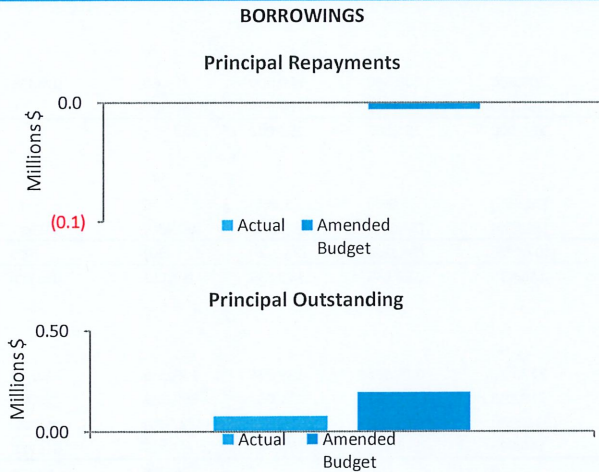 BORROWINGS
Principal Repayments
0.0
Millions $
(0.1)
Actual
Amended
Budget
Principal Outstanding
0.50
Millions $
0.00
Actual
Amended
Budget